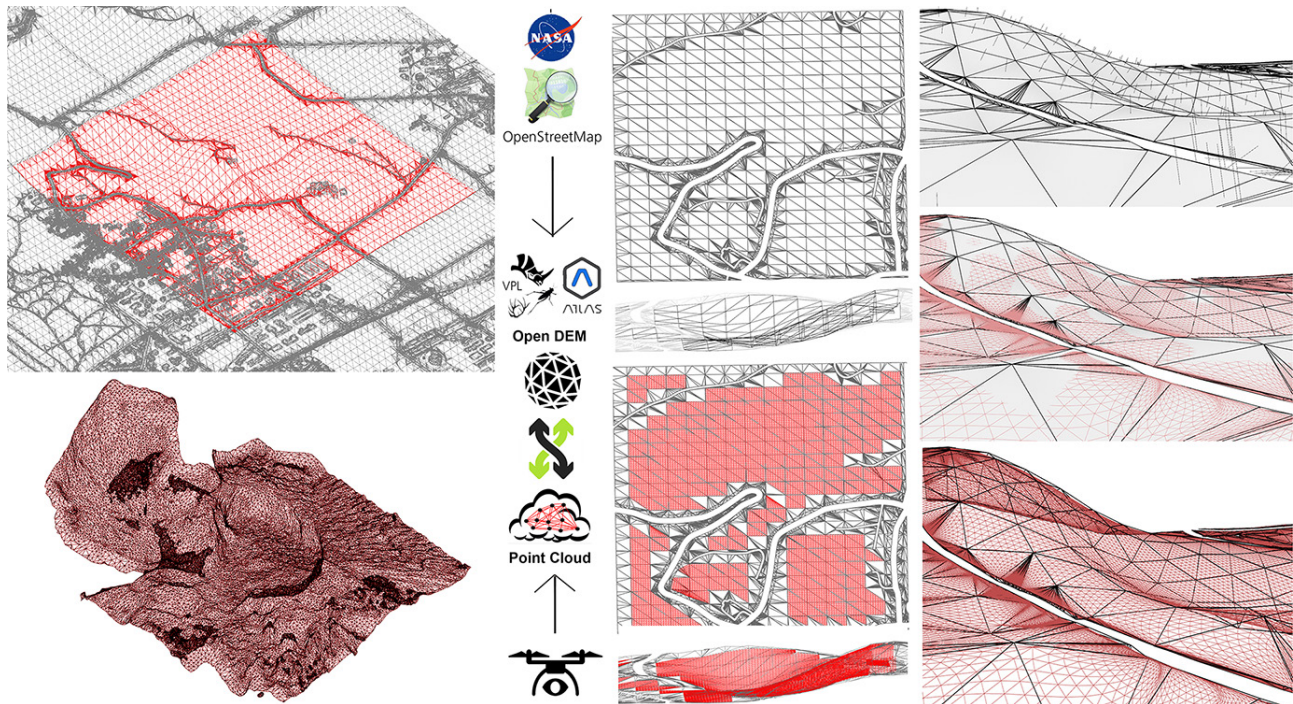 NASA
OpenStreetMap
VPL
ATLAS
Open DEM
Point Cloud